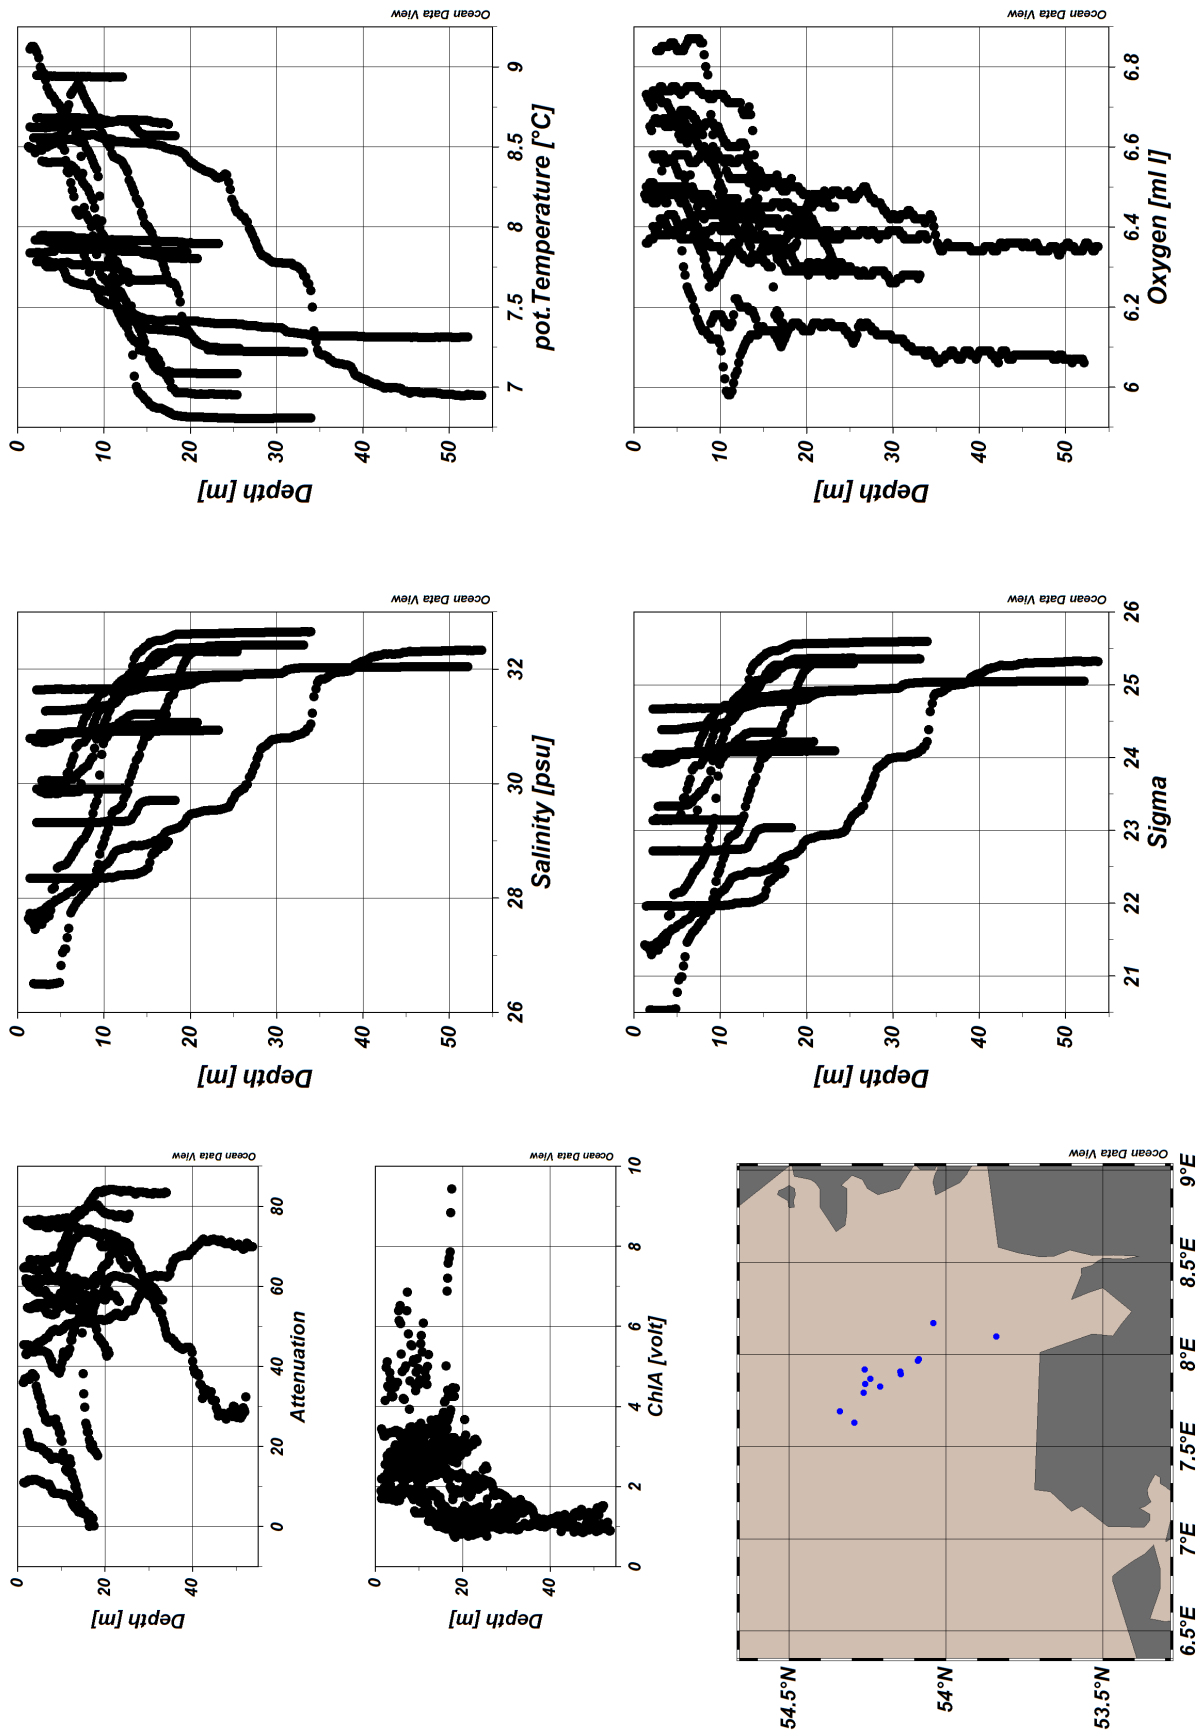 Ocean Data View
80
60
40
20
0
Attenuation
0
20
40
Depth [m]
Ocean Data View
10
8
6
4
2
0
ChlA [volt]
0
20
40
Depth [m]
Ocean Data View
26
28
30
32
Salinity [psu]
0
10
20
30
40
50
Depth [m]
Ocean Data View
7
7.5
8
8.5
9
pot.Temperature [°C]
0
10
20
30
40
50
Depth [m]
Ocean Data View
54.5°N
54°N
53.5°N
6.5°E
7°E
7.5°E
8°E
8.5°E
9°E
Ocean Data View
21
22
23
24
25
26
Sigma
0
10
20
30
40
50
Depth [m]
Ocean Data View
6
6.2
6.4
6.6
6.8
Oxygen [ml l]
0
10
20
30
40
50
Depth [m]